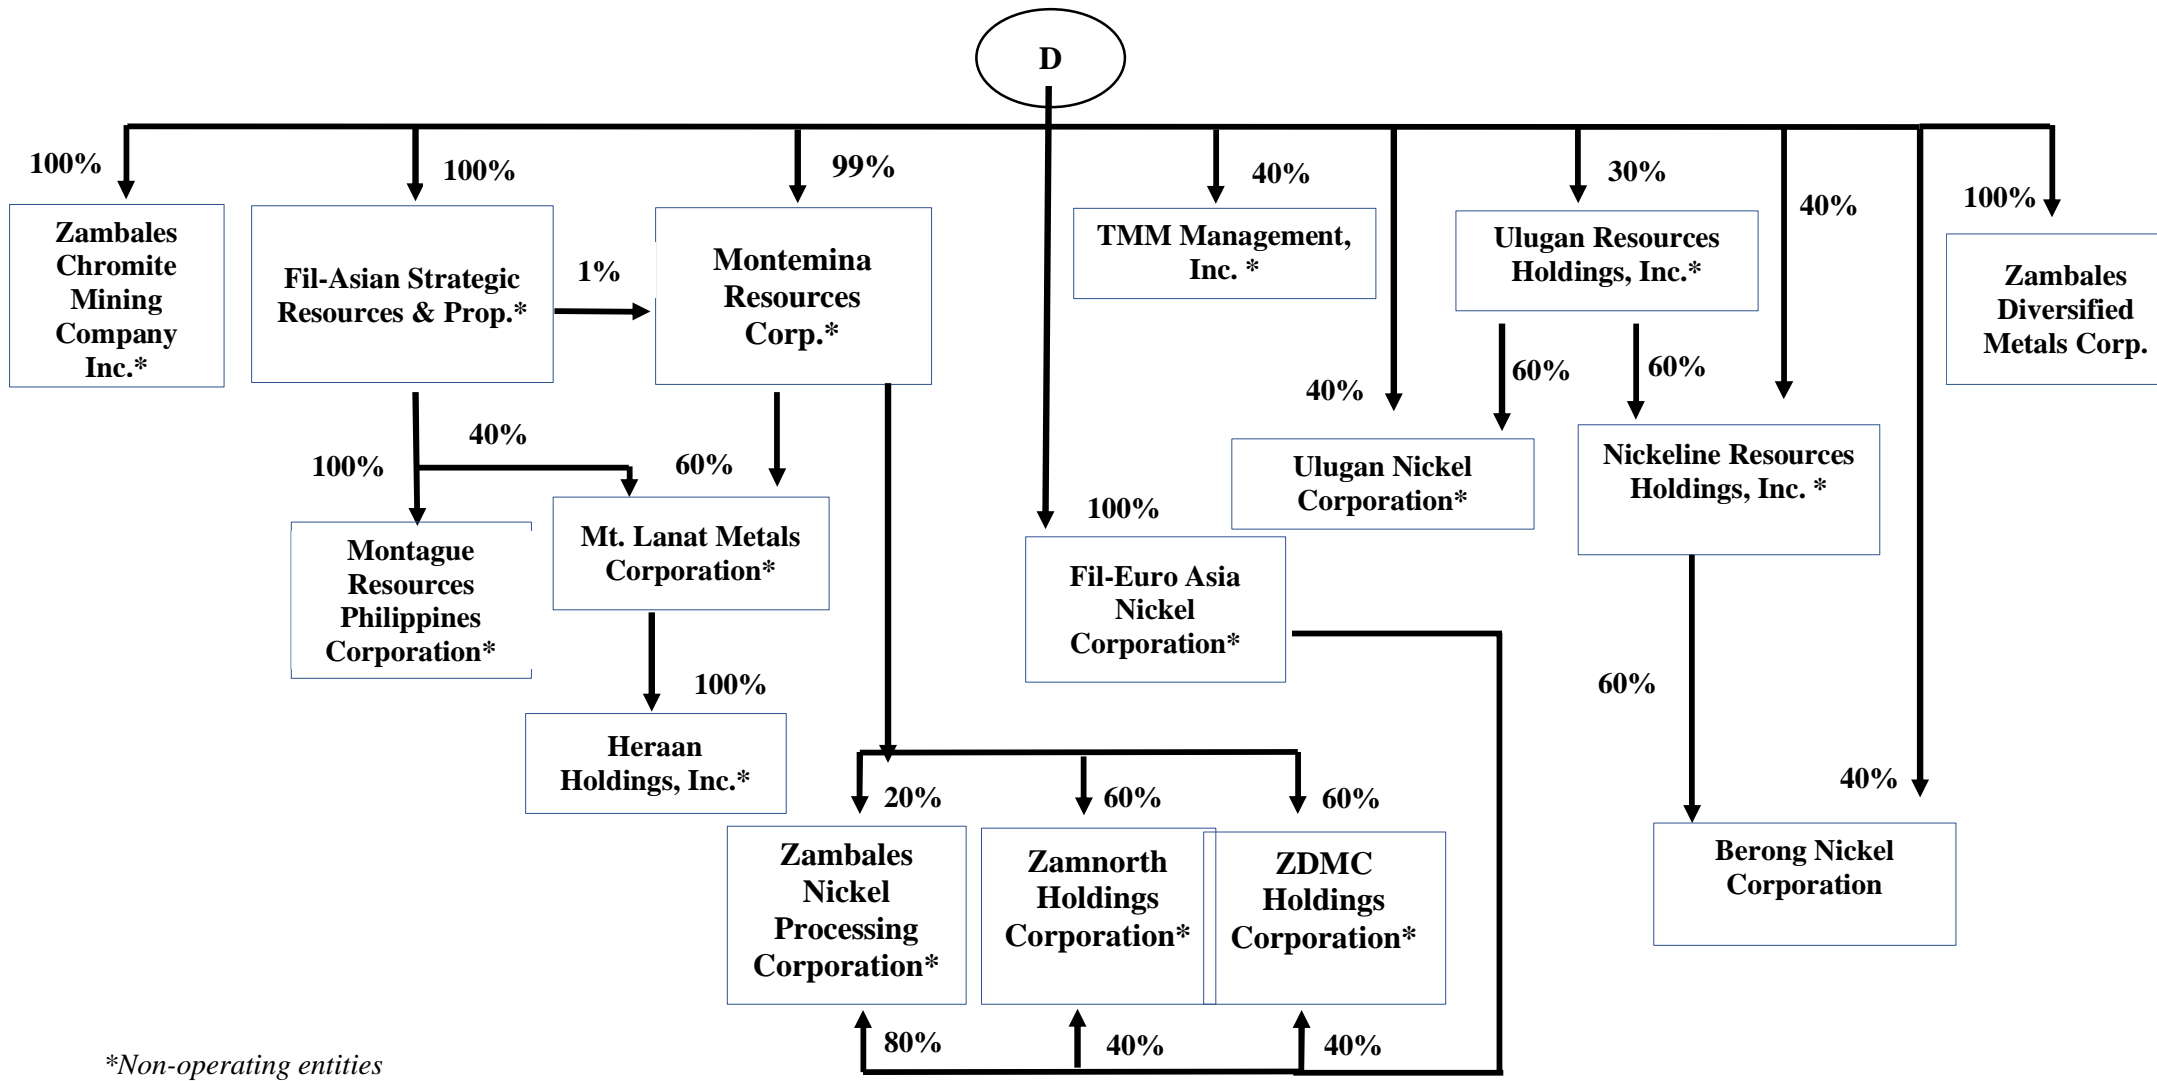 D
100%
100%
99%
40%
30%
40%
100%
Zambales
Chromite
Mining
Company
Inc.*
Fil-Asian Strategic
Resources & Prop.*
1%
Montemina
Resources
Corp.*
TMM Management,
Inc. *
Ulugan Resources
Holdings, Inc.*
Zambales
Diversified
Metals Corp.
40%
60%
60%
100%
40%
60%
Ulugan Nickel
Corporation*
Nickeline Resources
Holdings, Inc. *
Montague
Resources
Philippines
Corporation*
Mt. Lanat Metals
Corporation*
100%
Fil-Euro Asia
Nickel
Corporation*
100%
60%
Heraan
Holdings, Inc.*
20%
60%
60%
40%
Zambales
Nickel
Processing
Corporation*
Zamnorth
Holdings
Corporation*
ZDMC
Holdings
Corporation*
Berong Nickel
Corporation
80%
40%
40%
*Non-operating entities